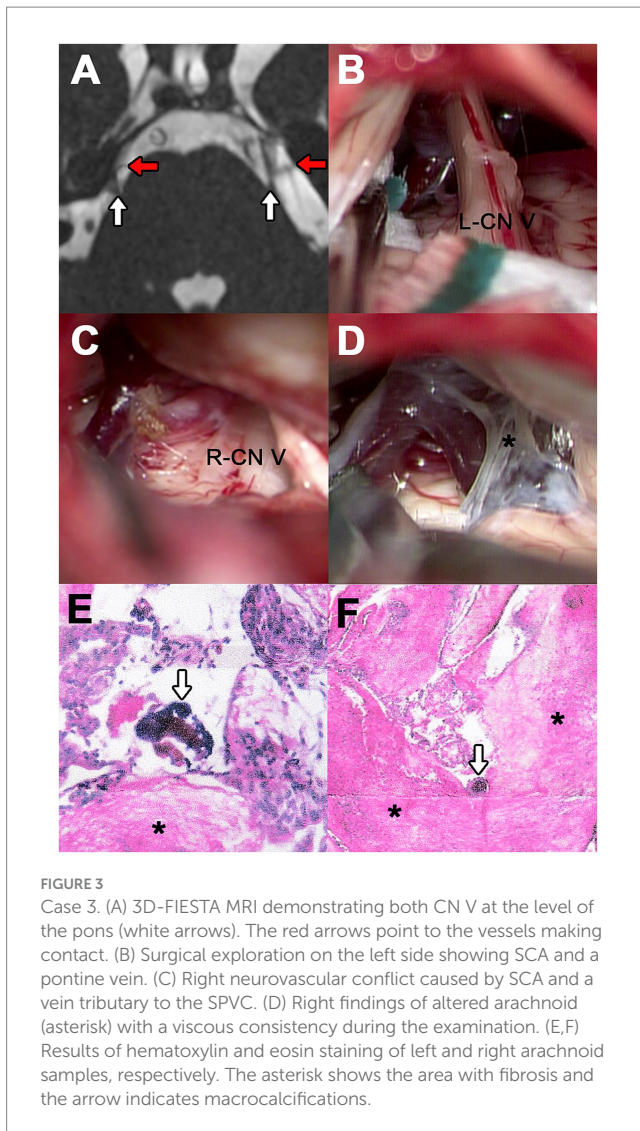 A
B
L-CN V
C
R-CN V
D
*
E
*
F
*
*
FIGURE 3
Case 3. (A) 3D-FIESTA MRI demonstrating both CN V at the level of
the pons (white arrows). The red arrows point to the vessels making
contact. (B) Surgical exploration on the left side showing SCA and a
pontine vein. (C) Right neurovascular conflict caused by SCA and a
vein tributary to the SPVC. (D) Right findings of altered arachnoid
(asterisk) with a viscous consistency during the examination. (E,F)
Results of hematoxylin and eosin staining of left and right arachnoid
samples, respectively. The asterisk shows the area with fibrosis and
the arrow indicates macrocalcifications.